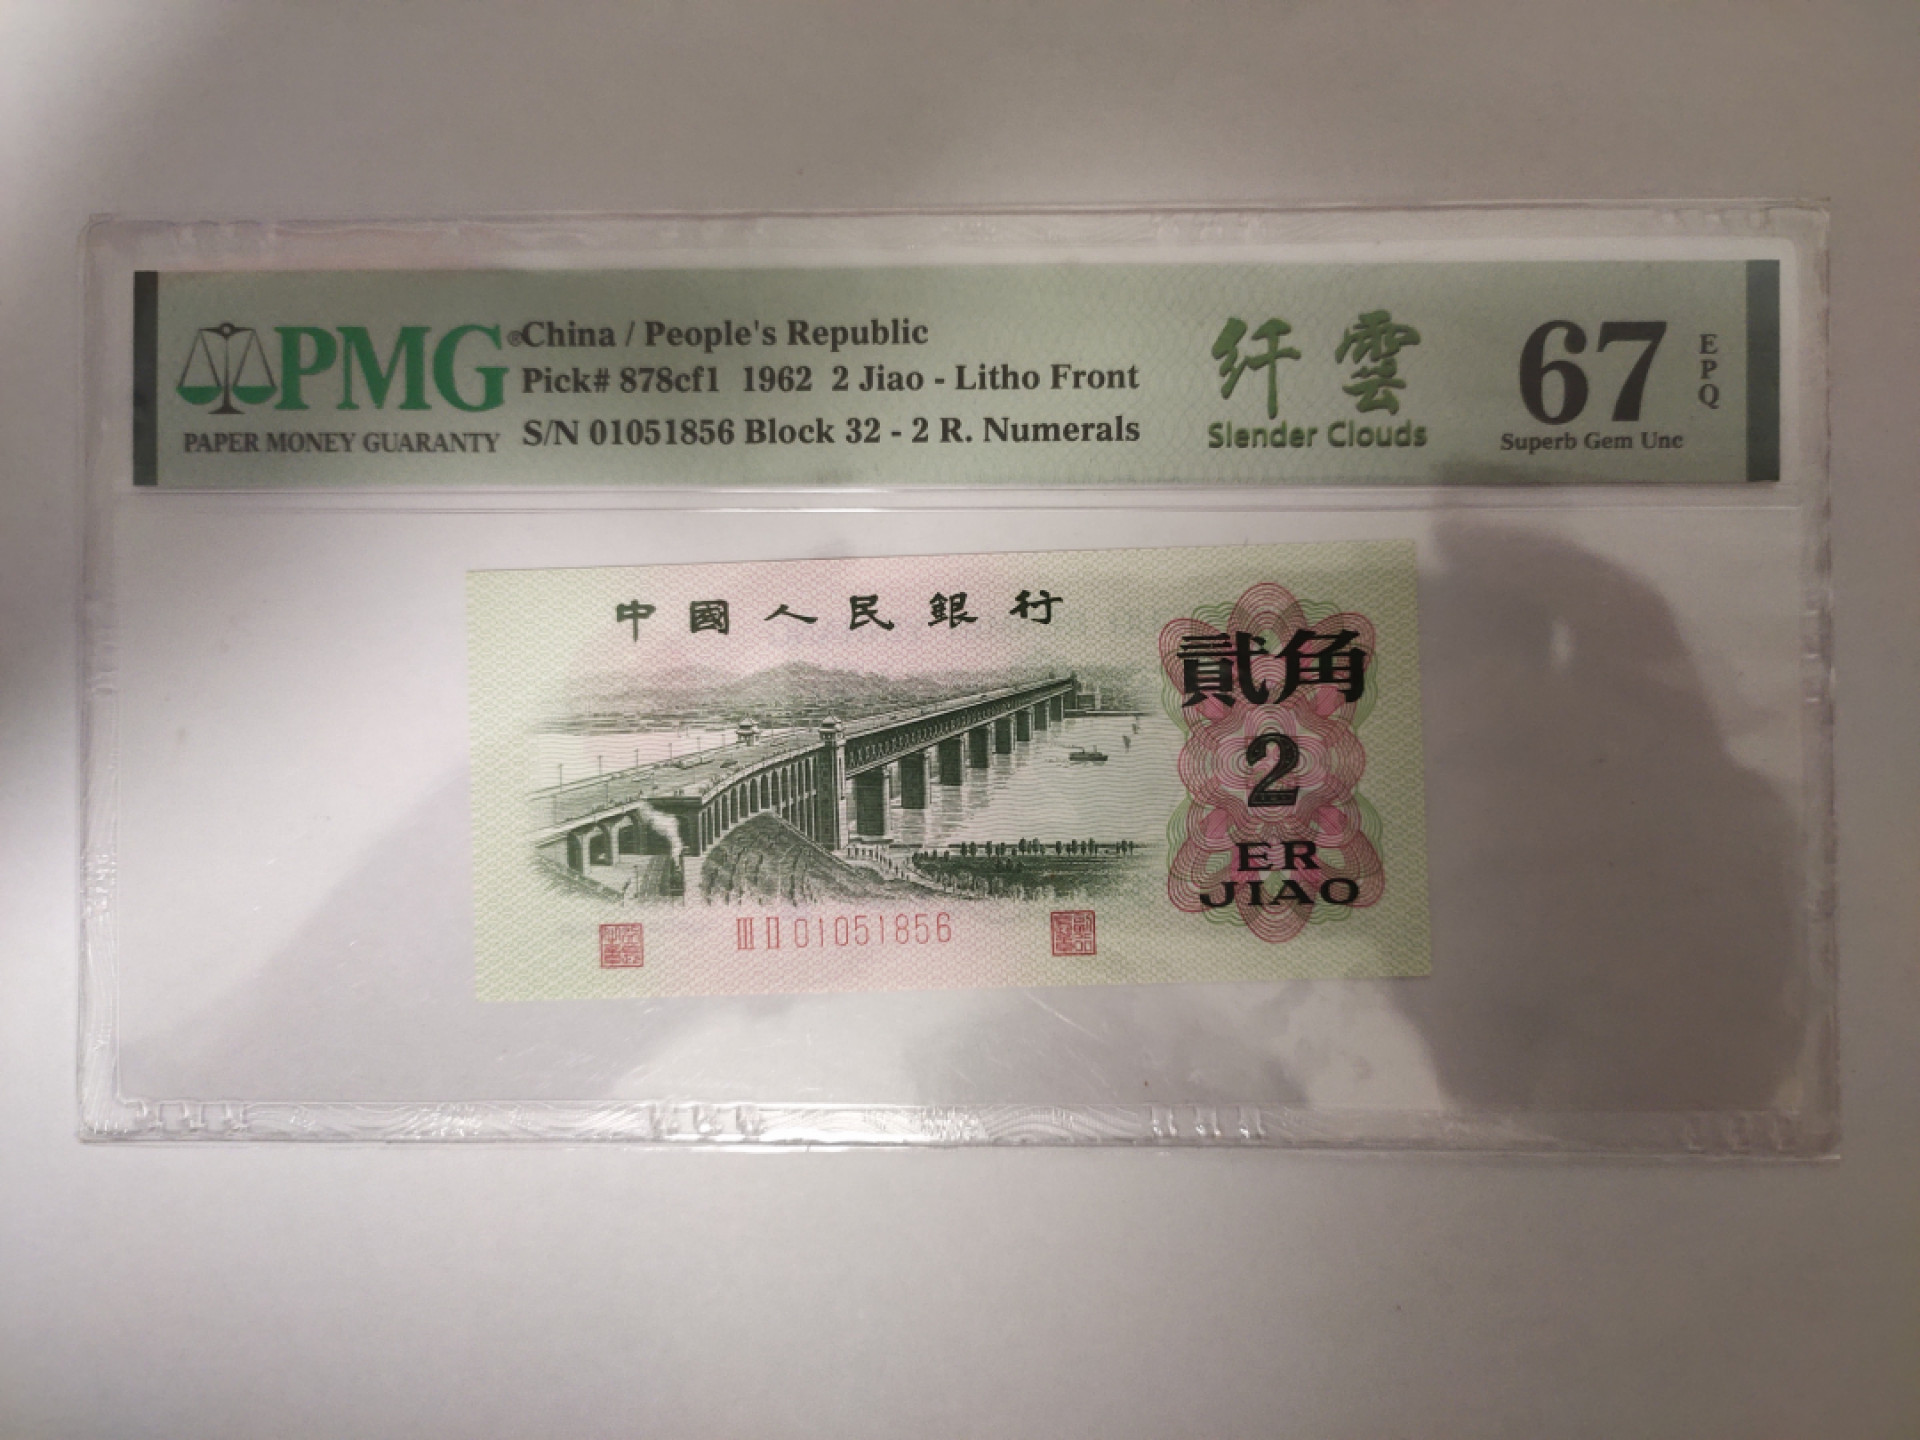 PMG®
PAPER MONEY GUARANTY
China / People's Republic
Pick# 878cf1 1962 2 Jiao - Litho Front
S/N 01051856 Block 32 - 2 R. Numerals
纤雲
Slender Clouds
67
EPQ
Superb Gem Unc
中國人民銀行
貳角
2
ER
JIAO
III II 01051856